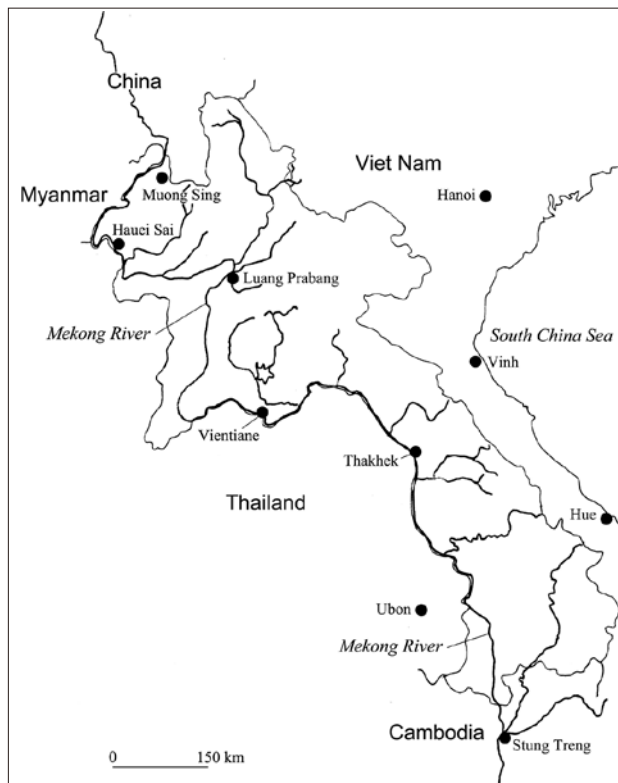 China
Viet Nam
Myanmar
Muong Sing
Hanoi
Hauei Sai
Luang Prabang
Mekong River
South China Sea
Vinh
Vientiane
Thakhek
Thailand
Hue
Ubon
Mekong River
Cambodia
Stung Treng
0 150 km